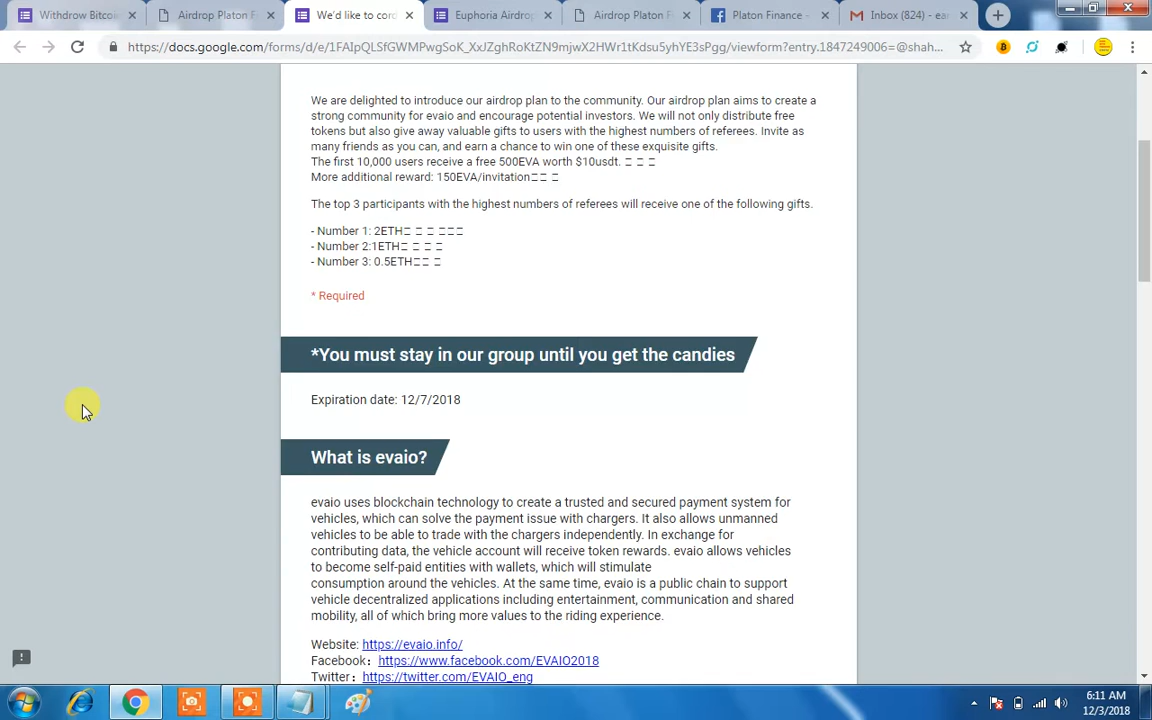 Withdraw Bitcoi
Airdrop Platon F
We'd like to cor
Euphoria Airdrop
Airdrop Platon F
Platon Finance -
Inbox (824) - ea
https://docs.google.com/forms/d/e/1FAIpQLSfGWMPwgSoK_XxJZghRoKtZN9mjwX2HWr1tKdsu5yhYE3sPgg/viewform?entry.1847249006=@shah...
We are delighted to introduce our airdrop plan to the community. Our airdrop plan aims to create a
strong community for evaio and encourage potential investors. We will not only distribute free
tokens but also give away valuable gifts to users with the highest numbers of referees. Invite as
many friends as you can, and earn a chance to win one of these exquisite gifts.
The first 10,000 users receive a free 500EVA worth $10usdt.
More additional reward: 150EVA/invitation
The top 3 participants with the highest numbers of referees will receive one of the following gifts.
- Number 1: 2ETH
- Number 2:1ETH
- Number 3: 0.5ETH
* Required
*You must stay in our group until you get the candies
Expiration date: 12/7/2018
What is evaio?
evaio uses blockchain technology to create a trusted and secured payment system for
vehicles, which can solve the payment issue with chargers. It also allows unmanned
vehicles to be able to trade with the chargers independently. In exchange for
contributing data, the vehicle account will receive token rewards. evaio allows vehicles
to become self-paid entities with wallets, which will stimulate
consumption around the vehicles. At the same time, evaio is a public chain to support
vehicle decentralized applications including entertainment, communication and shared
mobility, all of which bring more values to the riding experience.
Website: https://evaio.info/
Facebook：https://www.facebook.com/EVAIO2018
Twitter：https://twitter.com/EVAIO_eng
6:11 AM
12/3/2018